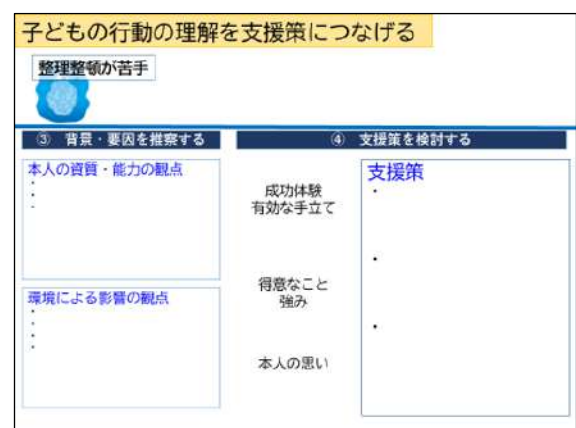 子どもの行動の理解を支援策につなげる
整理整頓が苦手
③ 背景・要因を推察する
④ 支援策を検討する
本人の資質・能力の観点
・
・
・
環境による影響の観点
・
・
・
・
成功体験
有効な手立て
得意なこと
強み
本人の思い
支援策
・
・
・